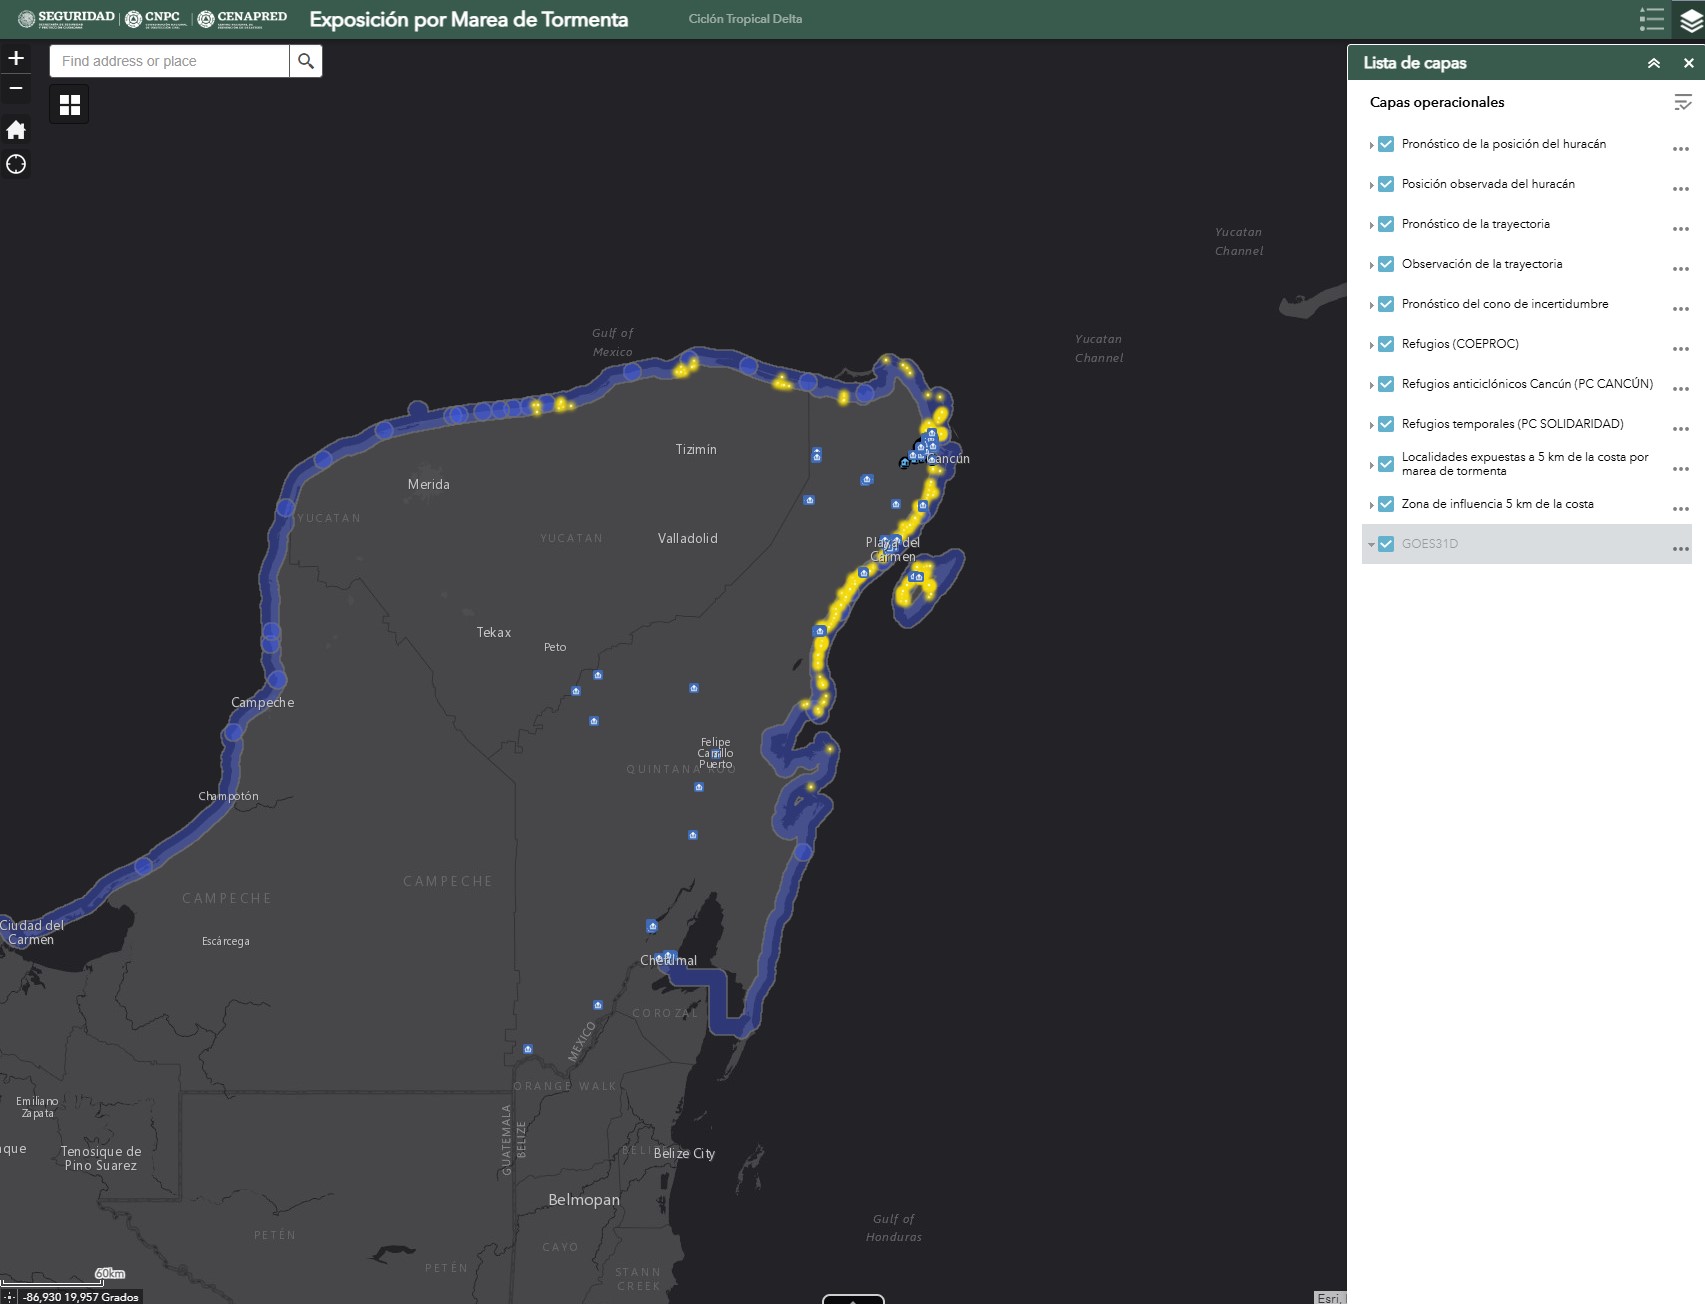 SEGURIDAD CNPC CENAPRED Exposición por Marea de Tormenta Ciclón Tropical Delta
Find address or place
Lista de capas
Capas operacionales
Pronóstico de la posición del huracán
Posición observada del huracán
Pronóstico de la trayectoria
Observación de la trayectoria
Pronóstico del cono de incertidumbre
Refugios (COEPROC)
Refugios anticiclónicos Cancún (PC CANCÚN)
Refugios temporales (PC SOLIDARIDAD)
Localidades expuestas a 5 km de la costa por
marea de tormenta
Zona de influencia 5 km de la costa
GOES31D
Yucatan
Channel
Gulf of
Mexico
Yucatan
Channel
Tizimín
Cancún
Merida
YUCATAN
YUCATAN
Valladolid
Playa del
Carmen
Tekax
Peto
Campeche
Felipe
Carrillo
Puerto
QUINTANA ROO
Champotón
CAMPECHE
CAMPECHE
Ciudad del
Carmen
Escárcega
Chetumal
COROZAL
MEXICO
ORANGE WALK
Emiliano
Zapata
GUATEMALA
BELIZE
que
Tenosique de
Pino Suarez
Belize City
Belmopan
Gulf of
Honduras
PETÉN
CAYO
PETÉN
STANN
CREEK
60km
-86,930 19,957 Grados
Esri,